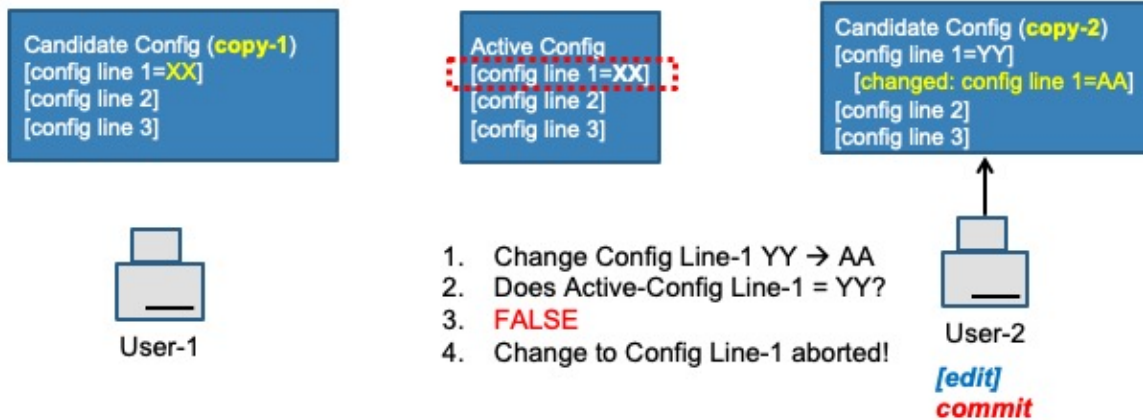 Candidate Config (copy-1)
[config line 1=XX]
[config line 2]
[config line 3]
Active Config
[config line 1=XX]
[config line 2]
[config line 3]
Candidate Config (copy-2)
[config line 1=YY]
[changed: config line 1=AA]
[config line 2]
[config line 3]
User-1
1. Change Config Line-1 YY → AA
2. Does Active-Config Line-1 = YY?
3. FALSE
4. Change to Config Line-1 aborted!
User-2
[edit]
commit